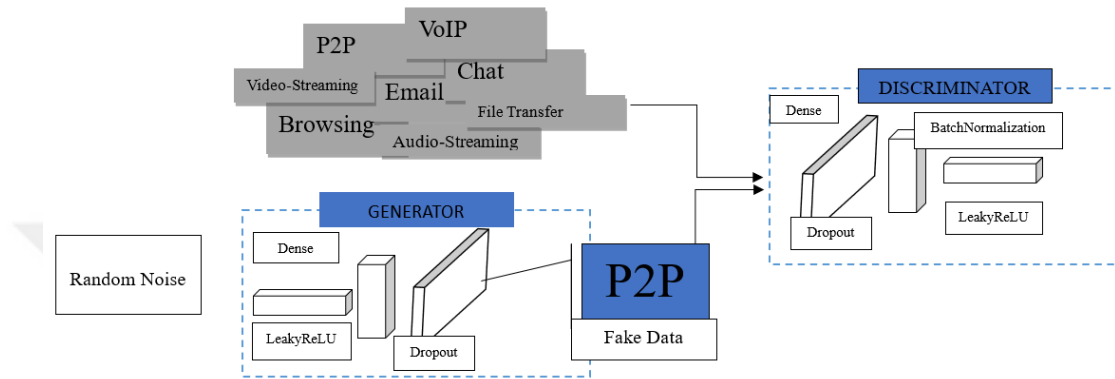 VoIP
P2P
Chat
Video-Streaming
Email
File Transfer
Browsing
Audio-Streaming
DISCRIMINATOR
Dense
BatchNormalization
LeakyReLU
Dropout
GENERATOR
Dense
Random Noise
LeakyReLU
Dropout
P2P
Fake Data